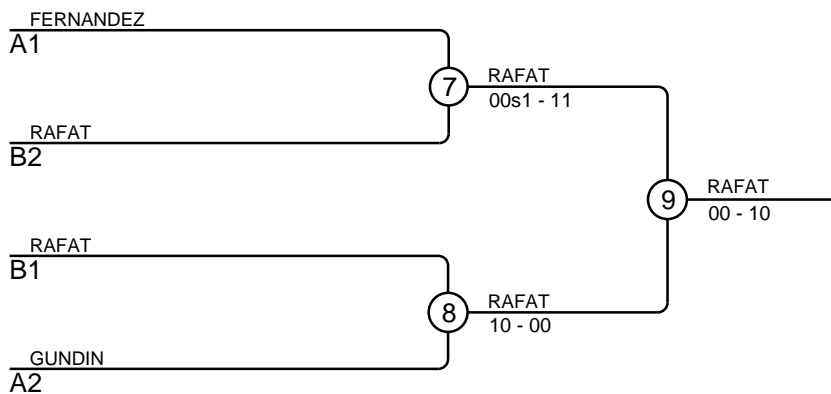 FERNANDEZ
A1
7
RAFAT
00s1 - 11
RAFAT
B2
9
RAFAT
00 - 10
RAFAT
B1
8
RAFAT
10 - 00
GUNDIN
A2